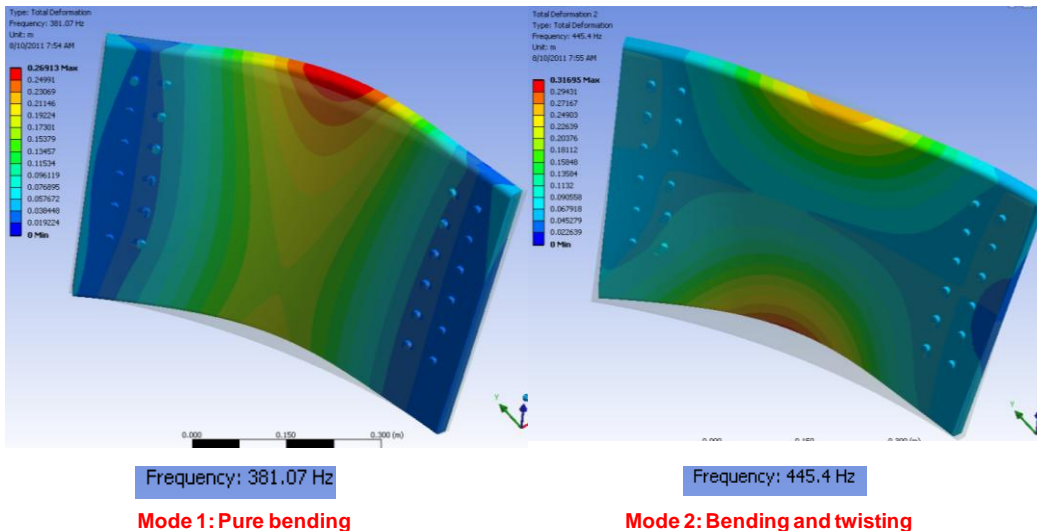 Type: Total Deformation
Frequency: 381.07 Hz
Unit: m
8/10/2011 7:54 AM
0.26913 Max
0.24991
0.23069
0.21146
0.19224
0.17301
0.15379
0.13457
0.11534
0.096119
0.076895
0.057672
0.038448
0.019224
0 Min
0.000
0.150
0.300 (m)
Y
Total Deformation 2
Type: Total Deformation
Frequency: 445.4 Hz
Unit: m
8/10/2011 7:55 AM
0.31695 Max
0.29431
0.27167
0.24903
0.22639
0.20376
0.18112
0.15848
0.13584
0.1132
0.090558
0.067918
0.045279
0.022639
0 Min
0.000
0.150
0.300 (m)
Y
Frequency: 381.07 Hz
Frequency: 445.4 Hz
Mode 1: Pure bending
Mode 2: Bending and twisting